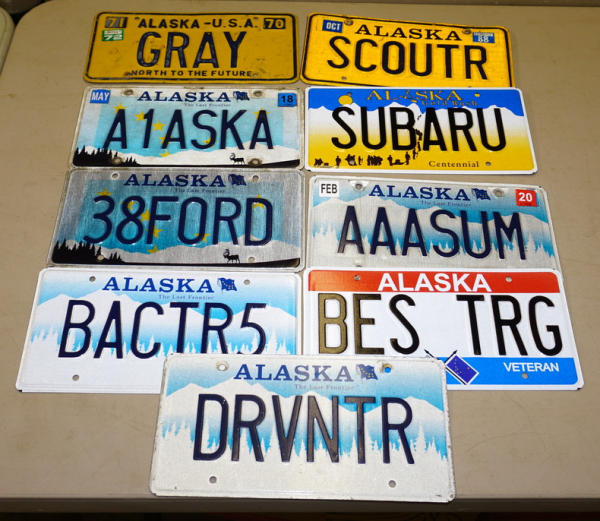 71 ALASKA-U.S.A. 70
72
GRAY
NORTH TO THE FUTURE
OCT ALASKA 88
SCOUTR
MAY ALASKA 18
The Last Frontier
A1ASKA
ALASKA
Gold Rush
SUBARU
Centennial
ALASKA
The Last Frontier
38FORD
FEB ALASKA 20
The Last Frontier
AAASUM
ALASKA
The Last Frontier
BACTR5
ALASKA
BES TRG
VETERAN
ALASKA
The Last Frontier
DRVNTR